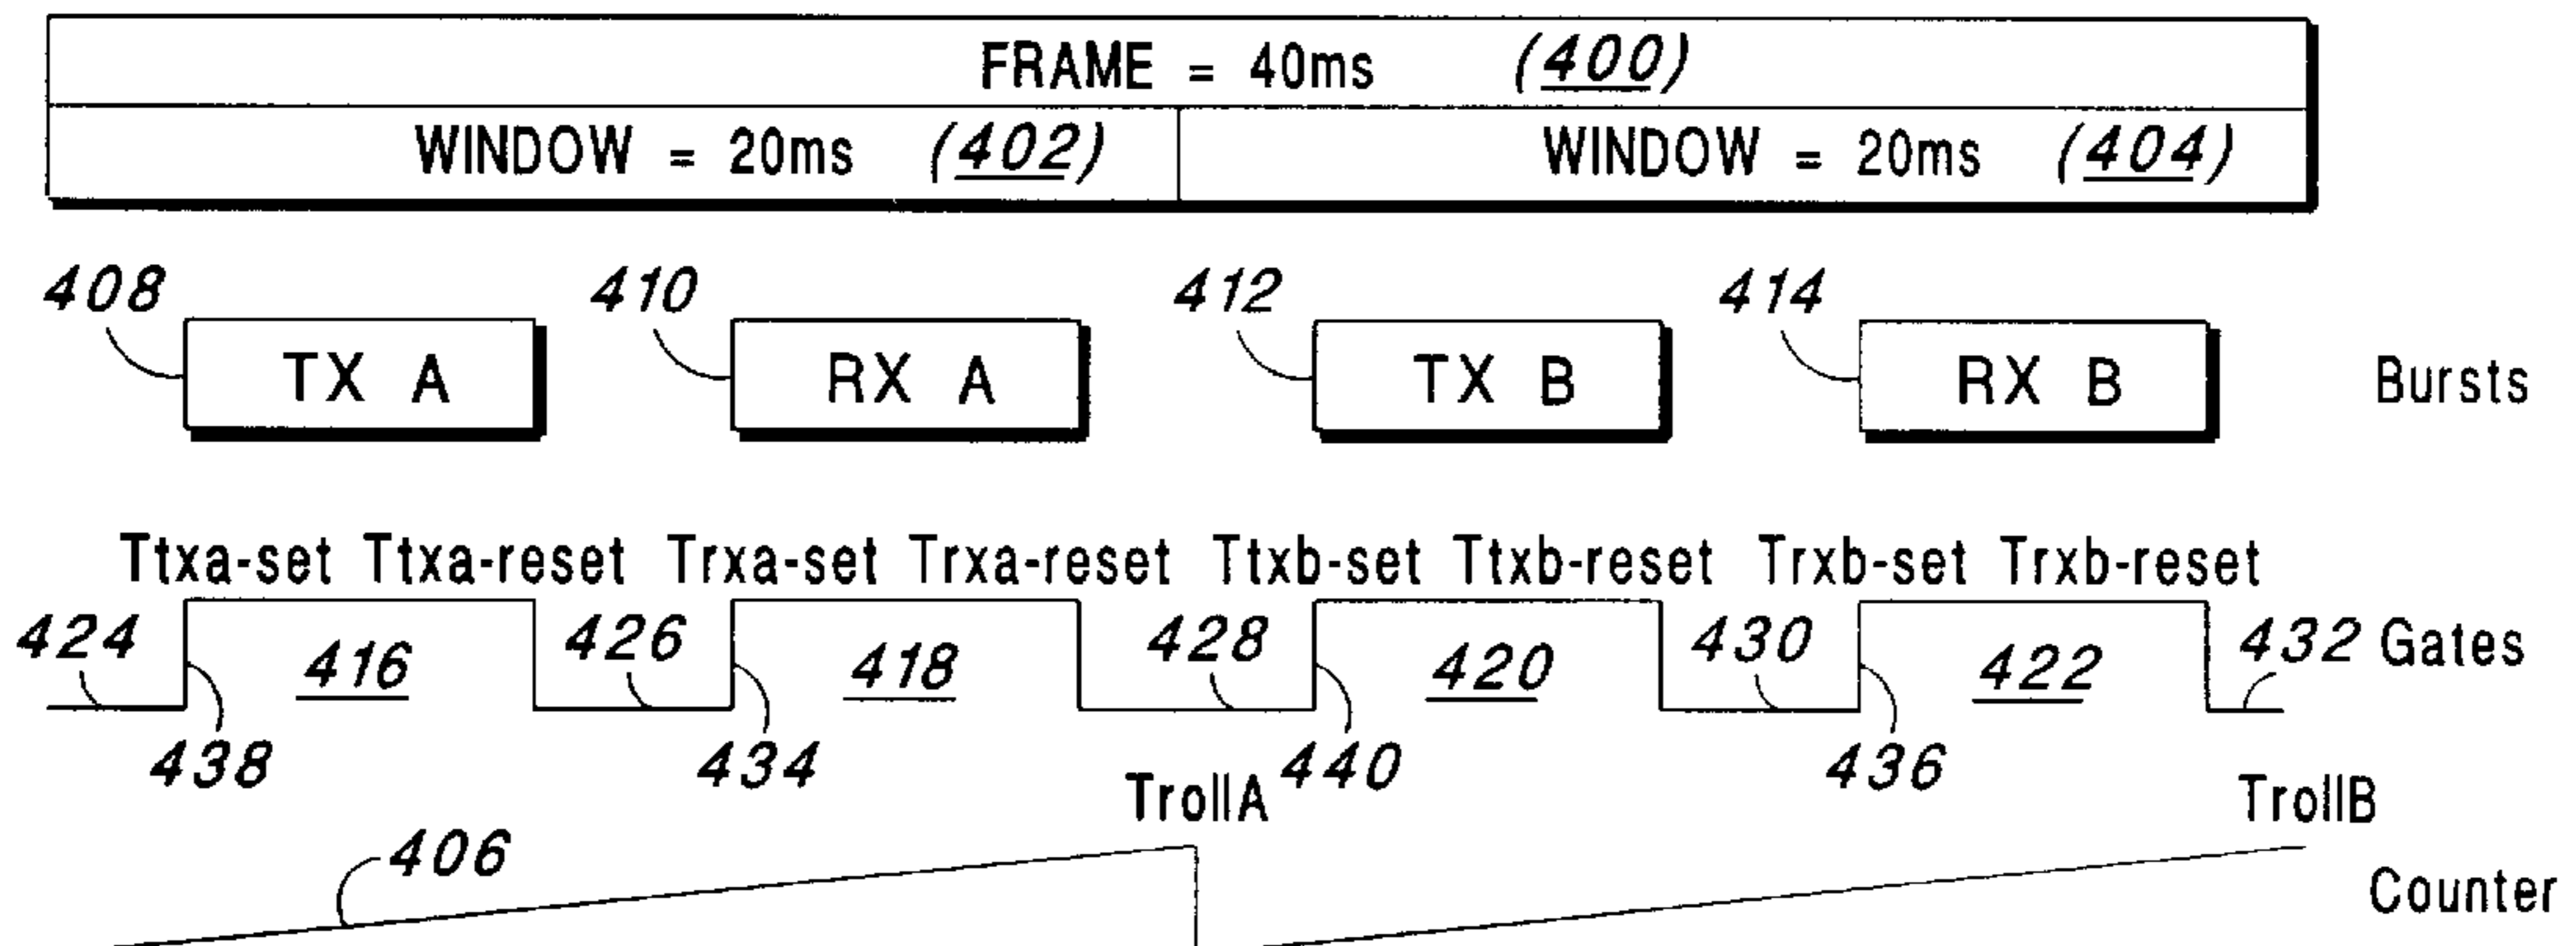 FRAME = 40ms (400)
WINDOW = 20ms (402) WINDOW = 20ms (404)
408 410 412 414
TX A RX A TX B RX B Bursts
Ttxa-set Ttxa-reset Trxa-set Trxa-reset Ttxb-set Ttxb-reset Trxb-set Trxb-reset
424 416 426 418 428 420 430 422 432 Gates
438 434 440 436
TrollA TrollB
406
Counter